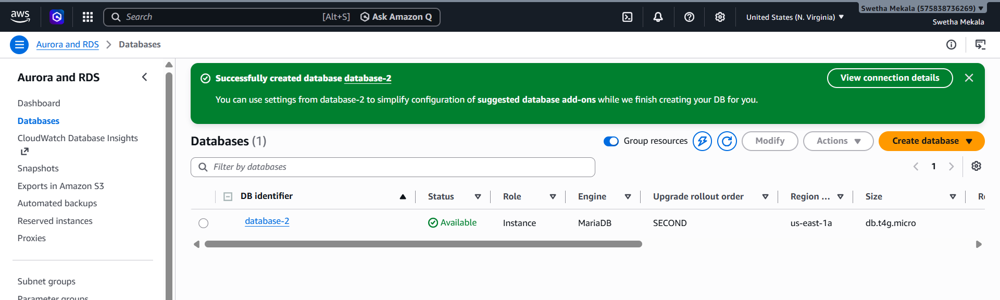 aws
Search [Alt+S] Ask Amazon Q
United States (N. Virginia)
Swetha Mekala (575838736269)
Swetha Mekala
Aurora and RDS > Databases
Aurora and RDS
Dashboard
Databases
CloudWatch Database Insights
Snapshots
Exports in Amazon S3
Automated backups
Reserved instances
Proxies
Subnet groups
Parameter groups
Successfully created database database-2
View connection details
You can use settings from database-2 to simplify configuration of suggested database add-ons while we finish creating your DB for you.
Databases (1)
Group resources
Modify
Actions
Create database
Filter by databases
1
DB identifier Status Role Engine Upgrade rollout order Region ... Size
database-2 Available Instance MariaDB SECOND us-east-1a db.t4g.micro